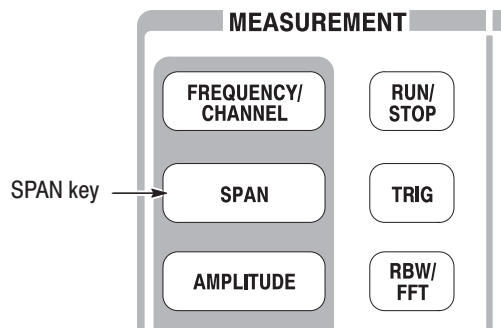 MEASUREMENT
FREQUENCY/
CHANNEL
RUN/
STOP
SPAN key
SPAN
TRIG
AMPLITUDE
RBW/
FFT